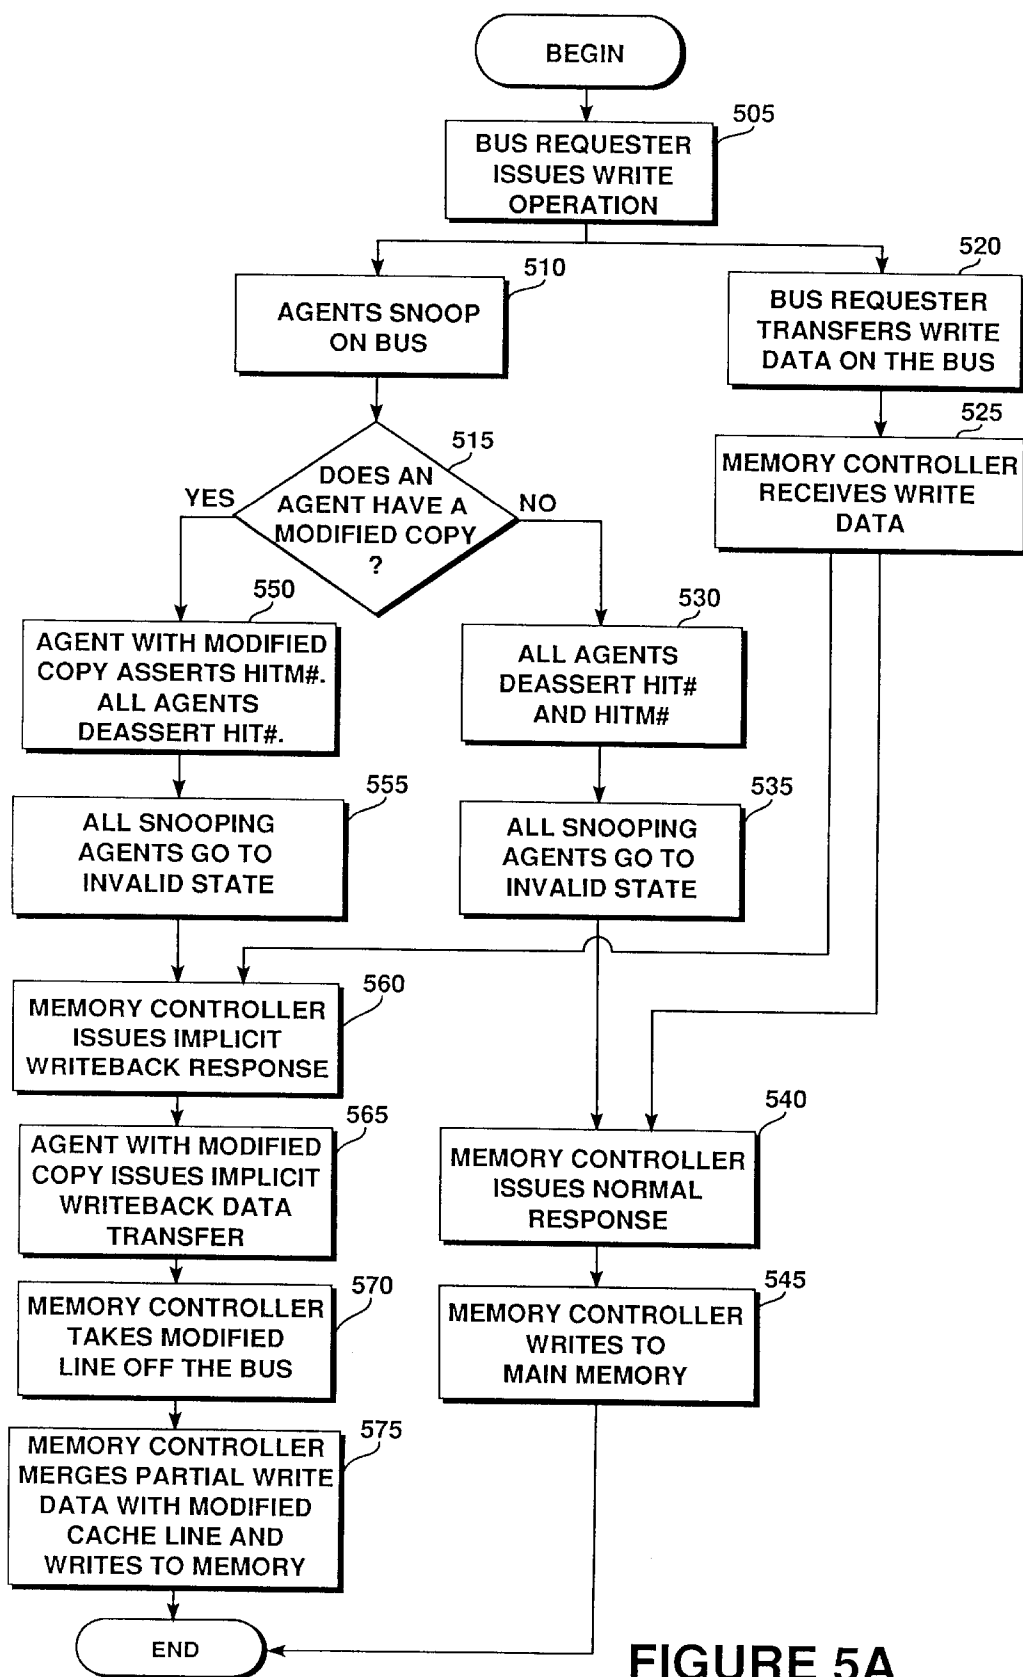 BEGIN
505
BUS REQUESTER
ISSUES WRITE
OPERATION
510
AGENTS SNOOP
ON BUS
520
BUS REQUESTER
TRANSFERS WRITE
DATA ON THE BUS
525
MEMORY CONTROLLER
RECEIVES WRITE
DATA
515
DOES AN
AGENT HAVE A
MODIFIED COPY
?
YES
NO
550
AGENT WITH MODIFIED
COPY ASSERTS HITM#.
ALL AGENTS
DEASSERT HIT#.
530
ALL AGENTS
DEASSERT HIT#
AND HITM#
555
ALL SNOOPING
AGENTS GO TO
INVALID STATE
535
ALL SNOOPING
AGENTS GO TO
INVALID STATE
560
MEMORY CONTROLLER
ISSUES IMPLICIT
WRITEBACK RESPONSE
565
AGENT WITH MODIFIED
COPY ISSUES IMPLICIT
WRITEBACK DATA
TRANSFER
540
MEMORY CONTROLLER
ISSUES NORMAL
RESPONSE
570
MEMORY CONTROLLER
TAKES MODIFIED
LINE OFF THE BUS
545
MEMORY CONTROLLER
WRITES TO
MAIN MEMORY
575
MEMORY CONTROLLER
MERGES PARTIAL WRITE
DATA WITH MODIFIED
CACHE LINE AND
WRITES TO MEMORY
END
FIGURE 5A